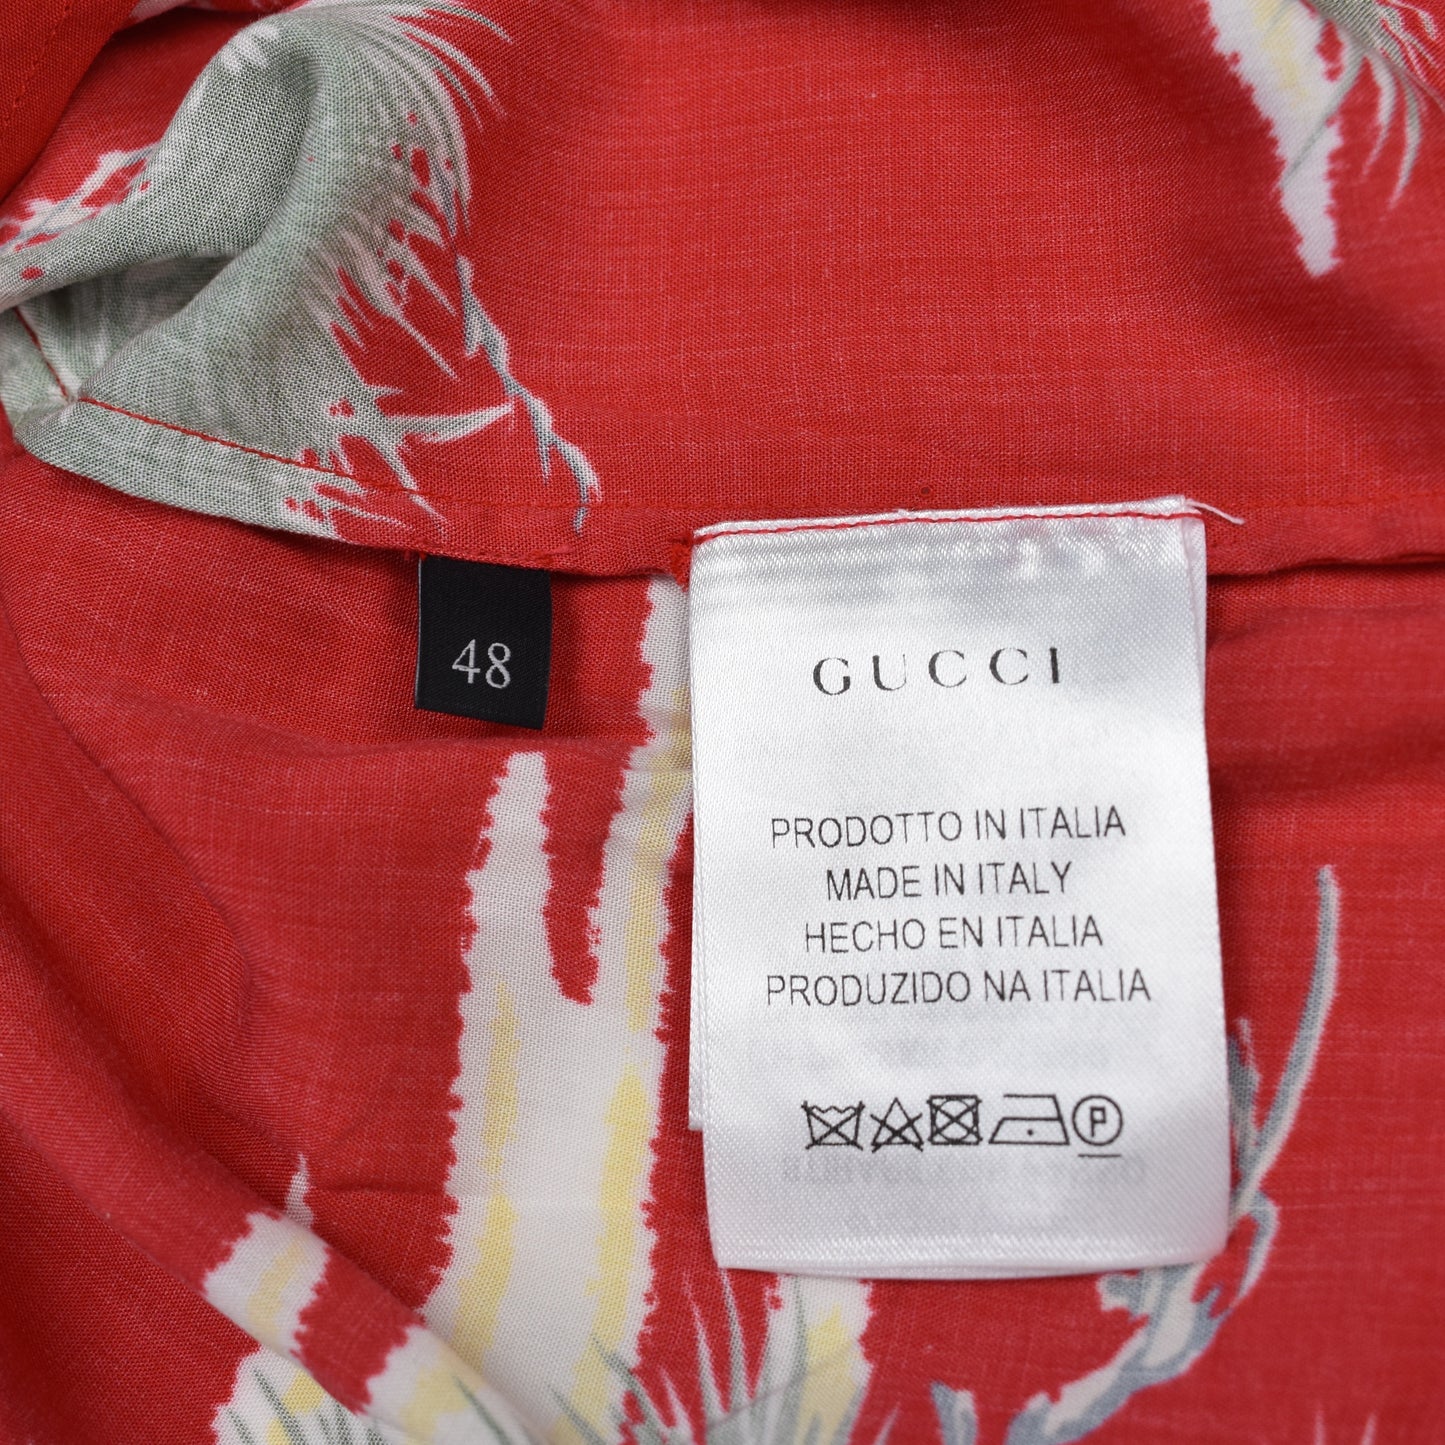 48
GUCCI
PRODOTTO IN ITALIA
MADE IN ITALY
HECHO EN ITALIA
PRODUZIDO NA ITALIA
P